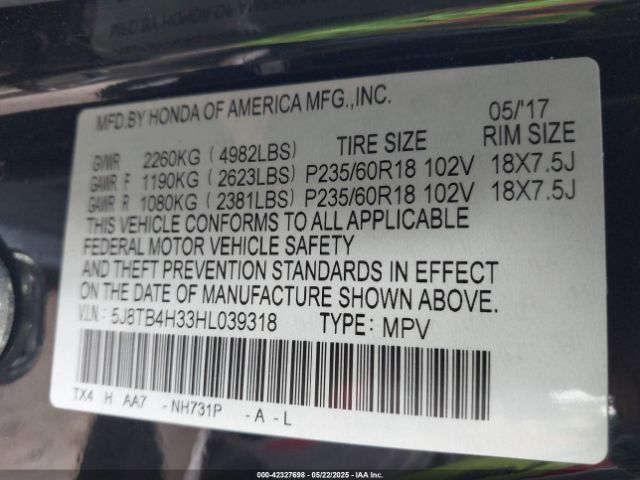 MFD.BY HONDA OF AMERICA MFG.,INC. 05/'17
TIRE SIZE RIM SIZE
GVWR 2260KG (4982LBS)
GAWR F 1190KG (2623LBS) P235/60R18 102V 18X7.5J
GAWR R 1080KG (2381LBS) P235/60R18 102V 18X7.5J
THIS VEHICLE CONFORMS TO ALL APPLICABLE
FEDERAL MOTOR VEHICLE SAFETY
AND THEFT PREVENTION STANDARDS IN EFFECT
ON THE DATE OF MANUFACTURE SHOWN ABOVE.
V.I.N.: 5J8TB4H33HL039318 TYPE: MPV
TX4 H AA7 - NH731P - A - L
000-42327698 - 05/22/2025 - IAA Inc.